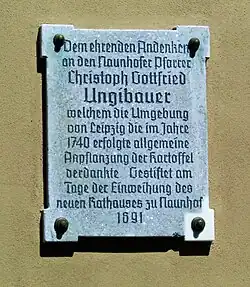 Dem ehrenden Andenken
an den Naunhofer Pfarrer
Christoph Gottfried
Ungibauer
welchem die Umgebung
von Leipzig die im Jahre
1740 erfolgte allgemeine
Anpflanzung der Kartoffel
verdankte Gestiftet am
Tage der Einweihung des
neuen Rathauses zu Naunhof
1891